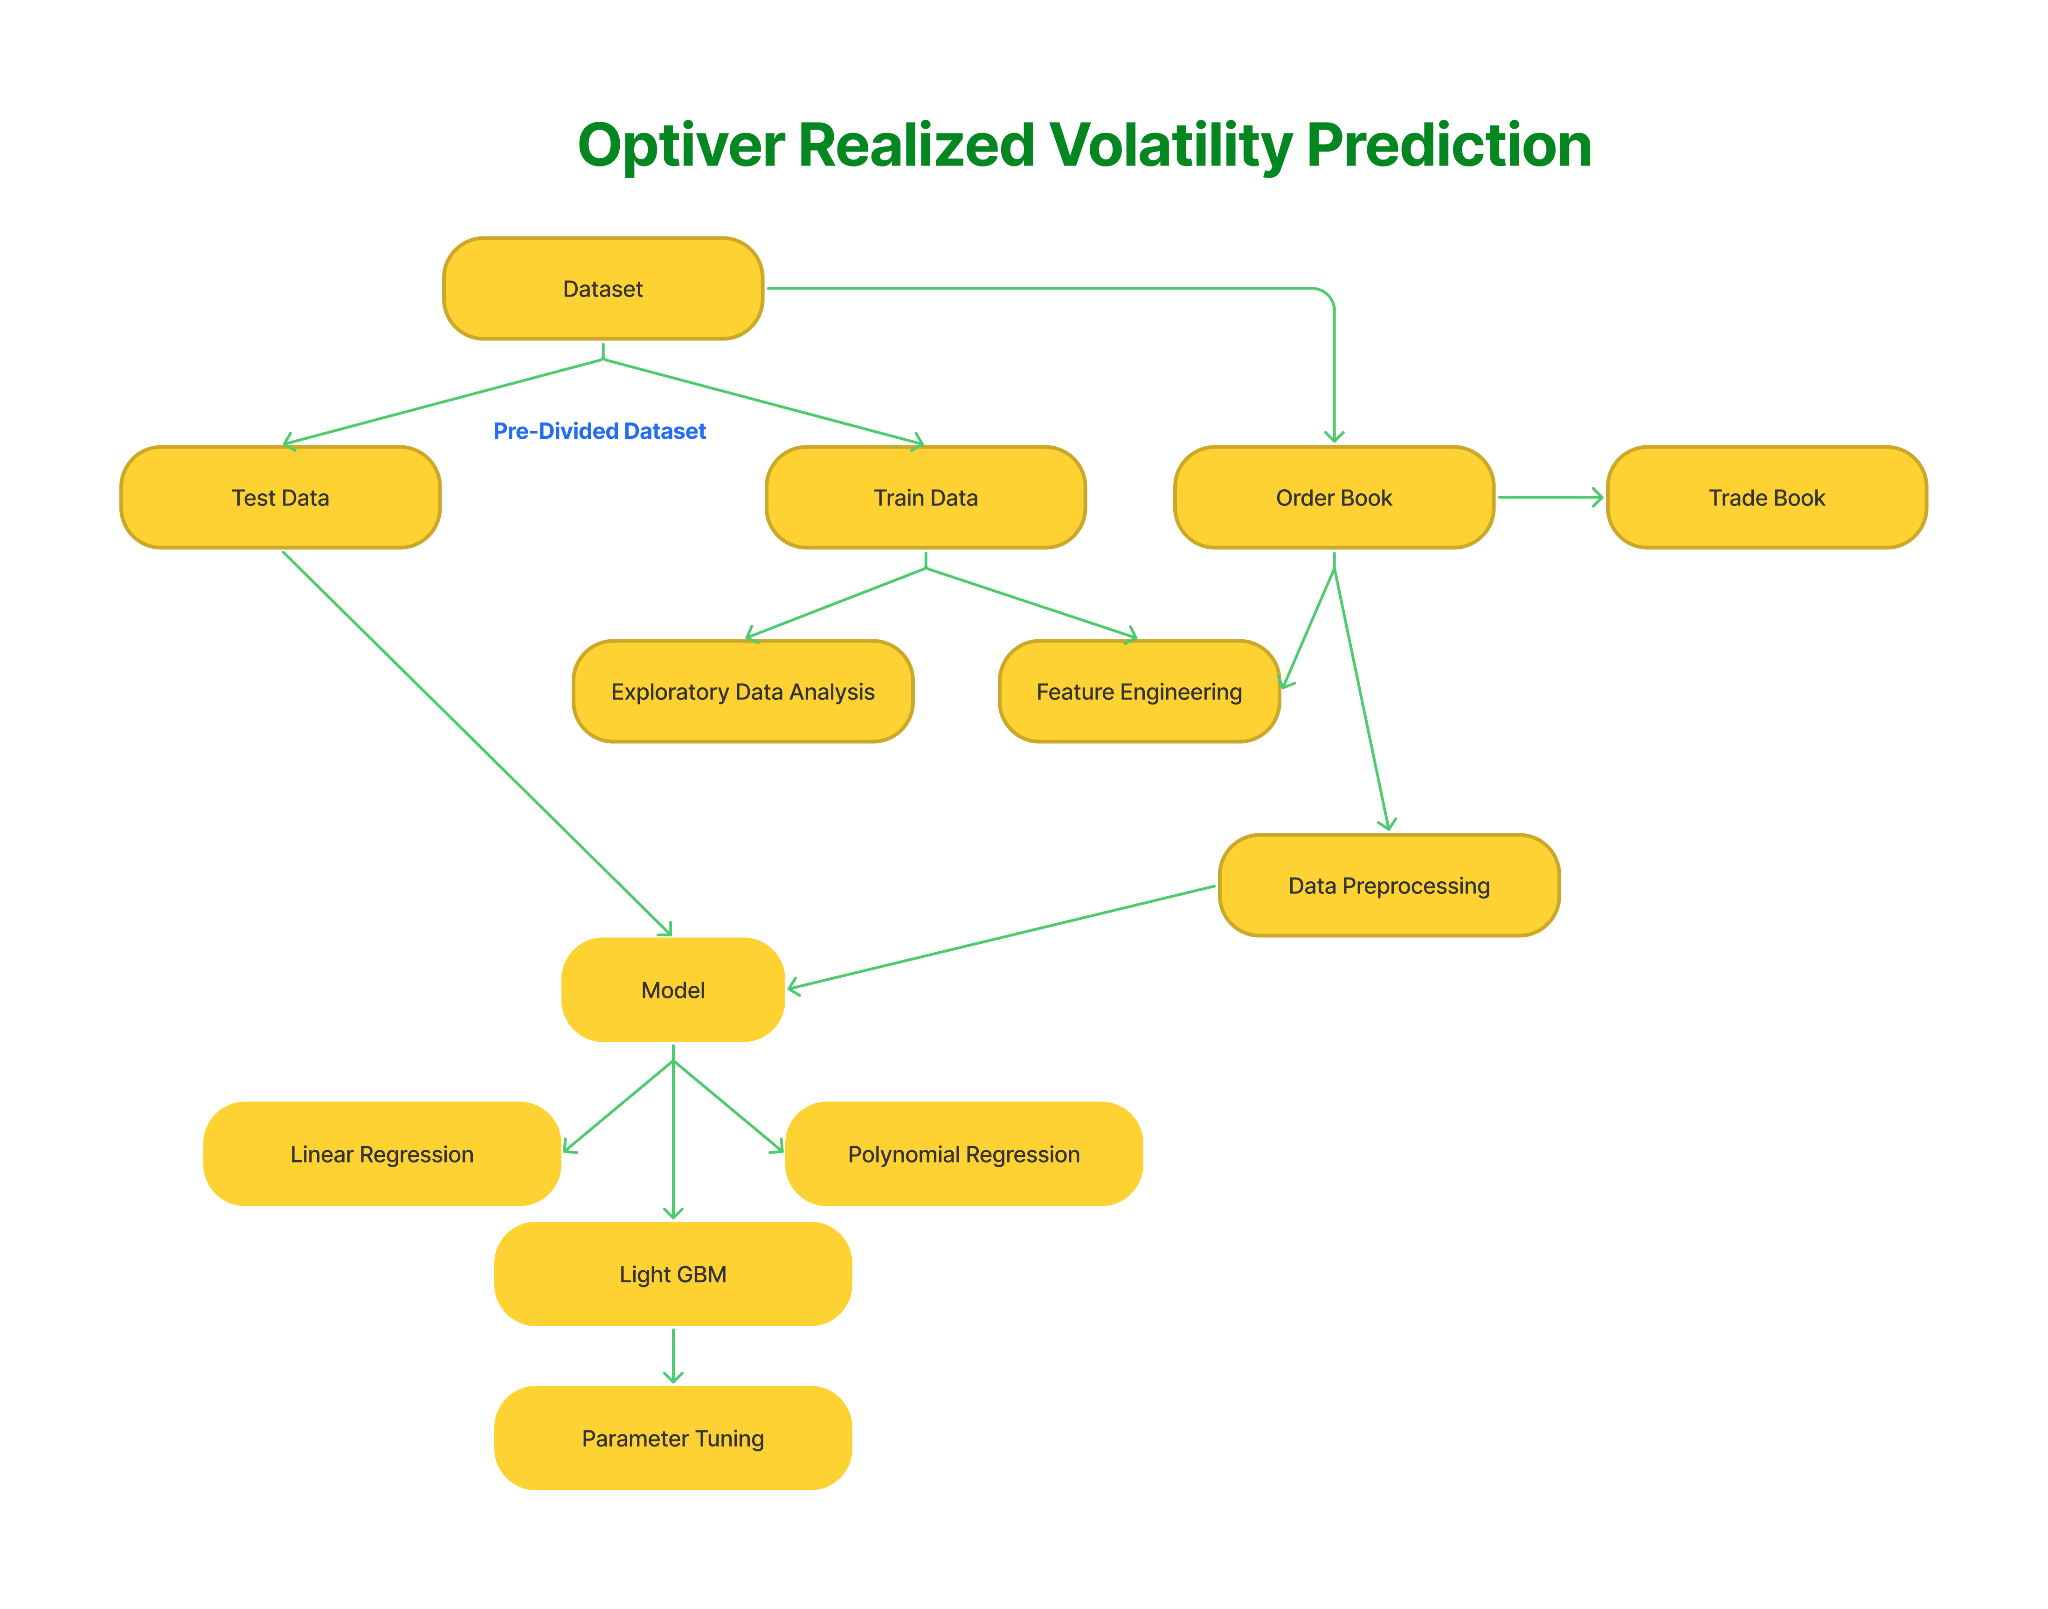 Optiver Realized Volatility Prediction
Dataset
Pre-Divided Dataset
Test Data
Train Data
Order Book
Trade Book
Exploratory Data Analysis
Feature Engineering
Data Preprocessing
Model
Linear Regression
Polynomial Regression
Light GBM
Parameter Tuning